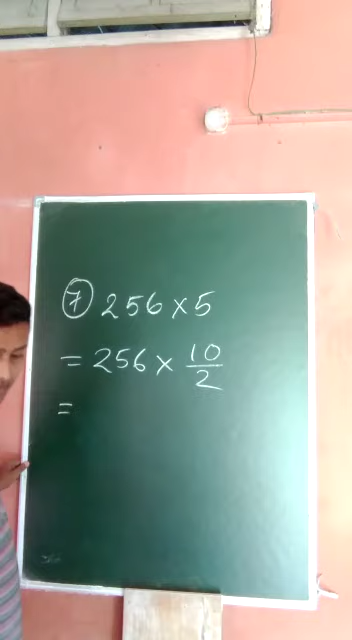 ⑦ 256 × 5
= 256 × 10/2
=